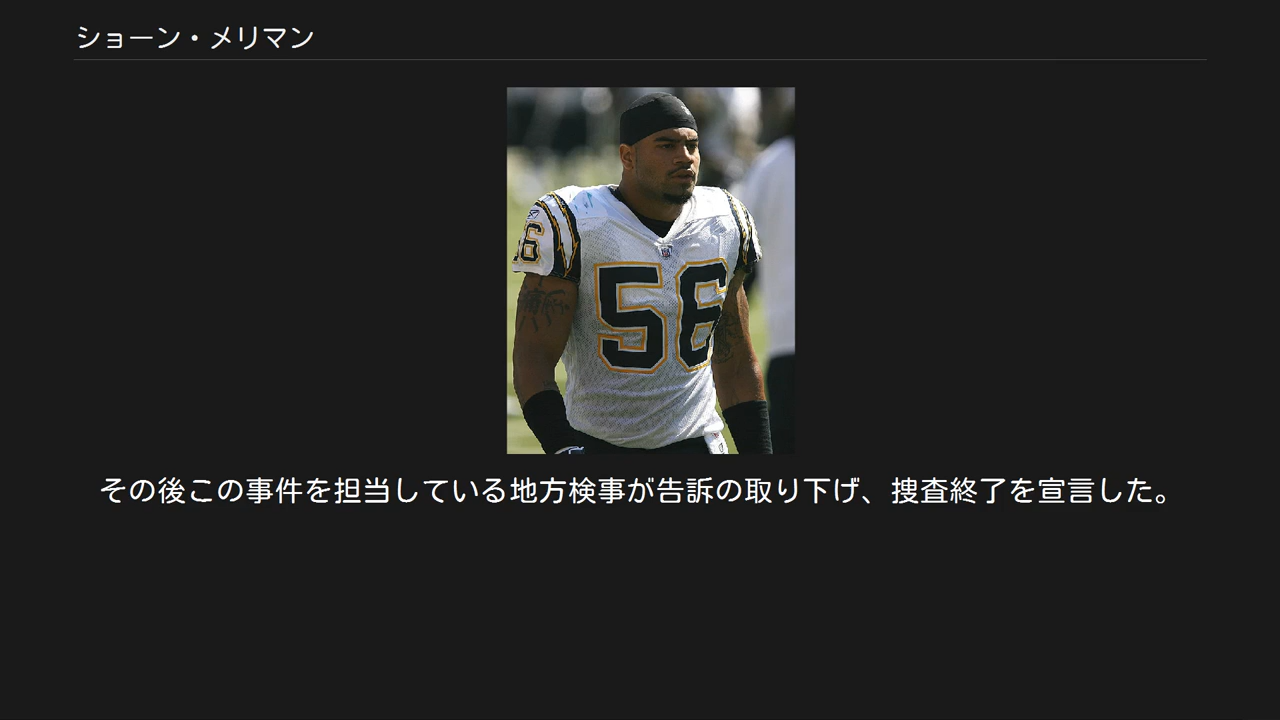 ショーン・メリマン
56
56
その後この事件を担当している地方検事が告訴の取り下げ、捜査終了を宣言した。